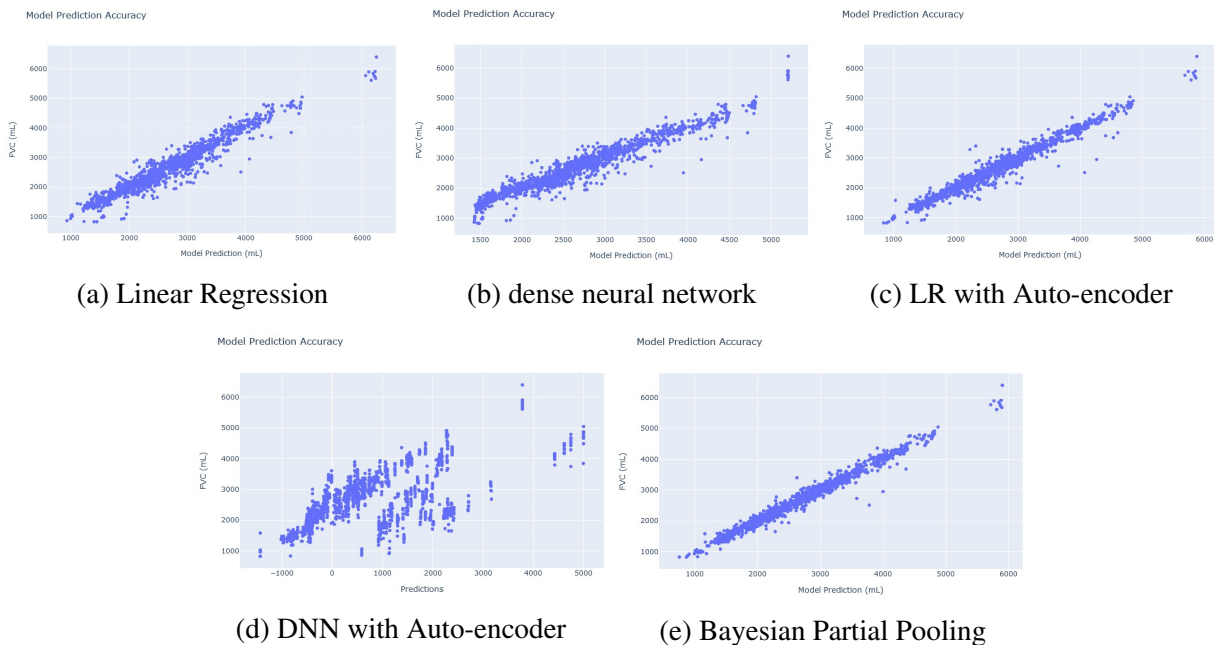 Model Prediction Accuracy
6000
5000
4000
3000
2000
1000
FVC (mL)
1000 2000 3000 4000 5000 6000
Model Prediction (mL)
(a) Linear Regression
Model Prediction Accuracy
6000
5000
4000
3000
2000
1000
FVC (mL)
1500 2000 2500 3000 3500 4000 4500 5000
Model Prediction (mL)
(b) dense neural network
Model Prediction Accuracy
6000
5000
4000
3000
2000
1000
FVC (mL)
1000 2000 3000 4000 5000 6000
Model Prediction (mL)
(c) LR with Auto-encoder
Model Prediction Accuracy
6000
5000
4000
3000
2000
1000
FVC (mL)
−1000 0 1000 2000 3000 4000 5000
Predictions
(d) DNN with Auto-encoder
Model Prediction Accuracy
6000
5000
4000
3000
2000
1000
FVC (mL)
1000 2000 3000 4000 5000 6000
Model Prediction (mL)
(e) Bayesian Partial Pooling